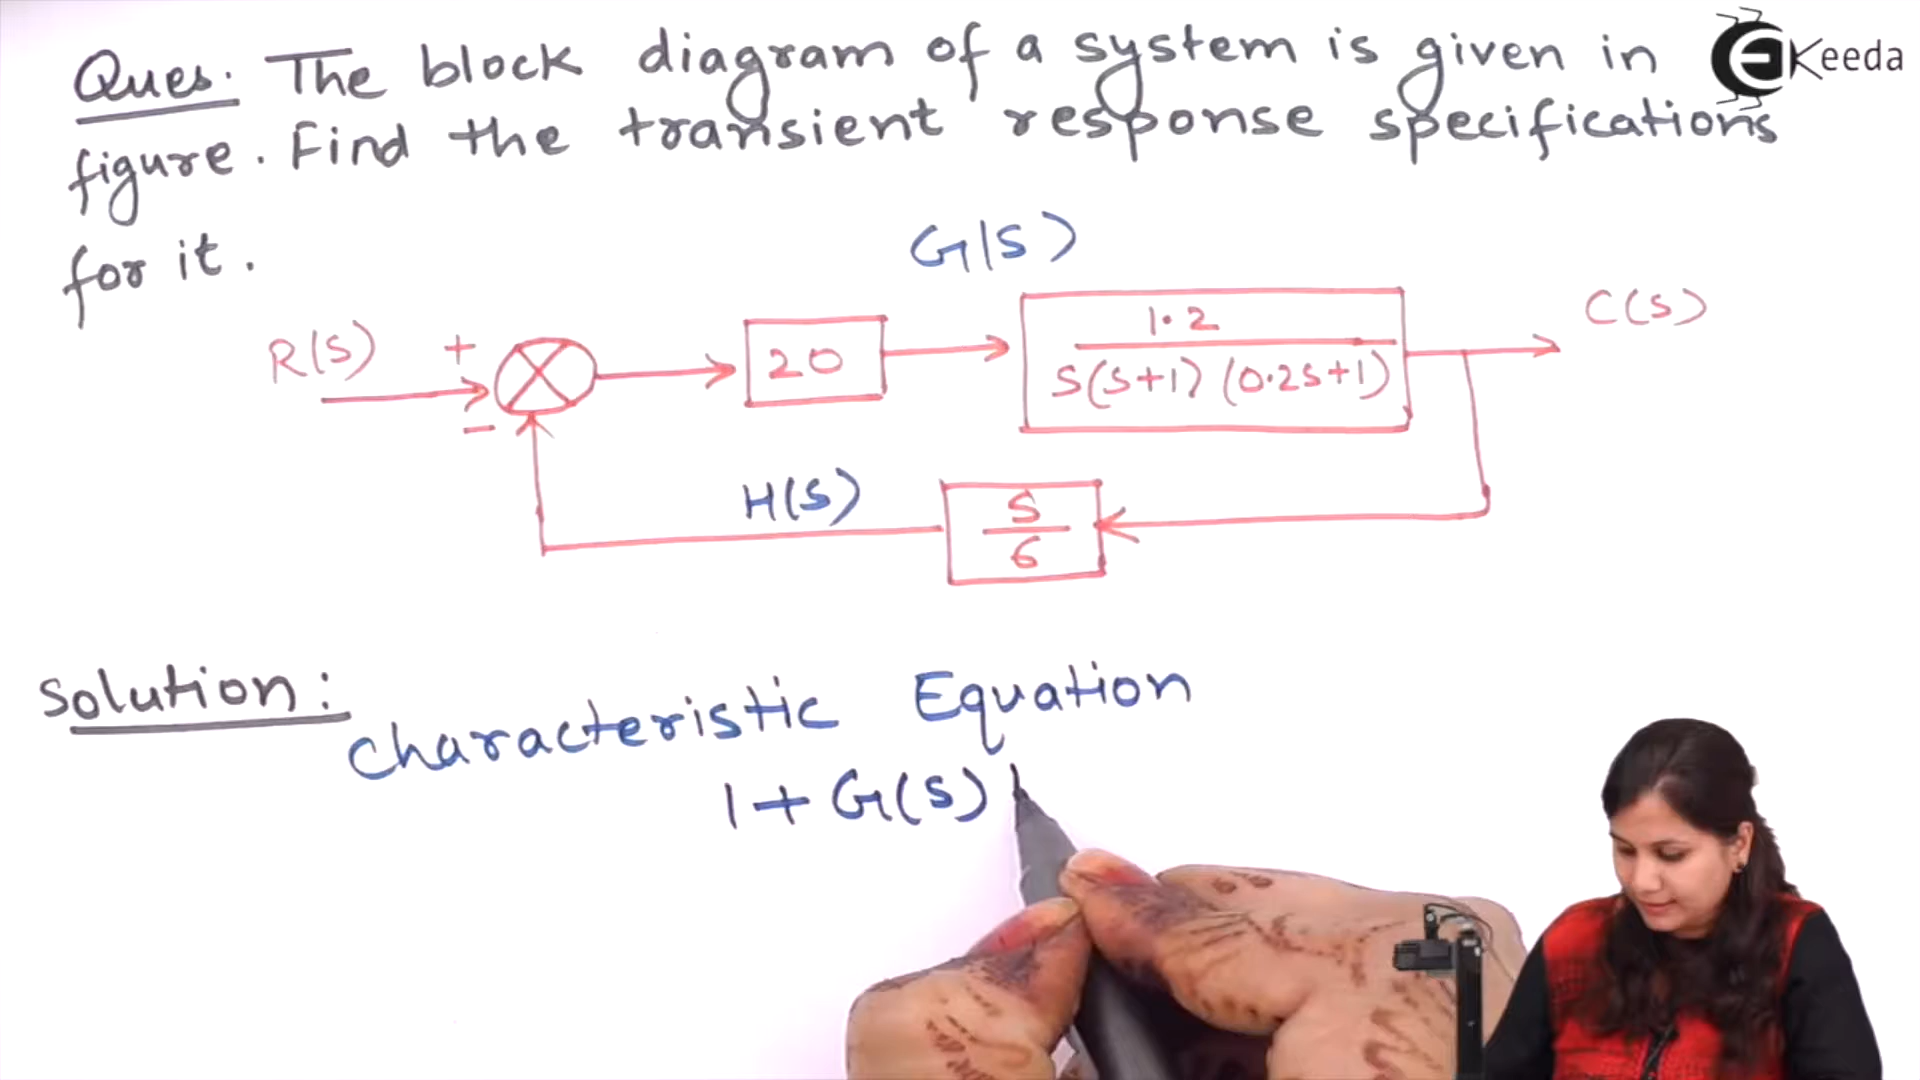 Ques. The block diagram of a system is given in
figure. Find the transient response specifications
for it.
EKeeda
G(S)
R(S) + 20 1.2 C(S)
S(S+1) (0.2S+1)
-
H(S) S
6
Solution:
Characteristic Equation
1 + G(S)